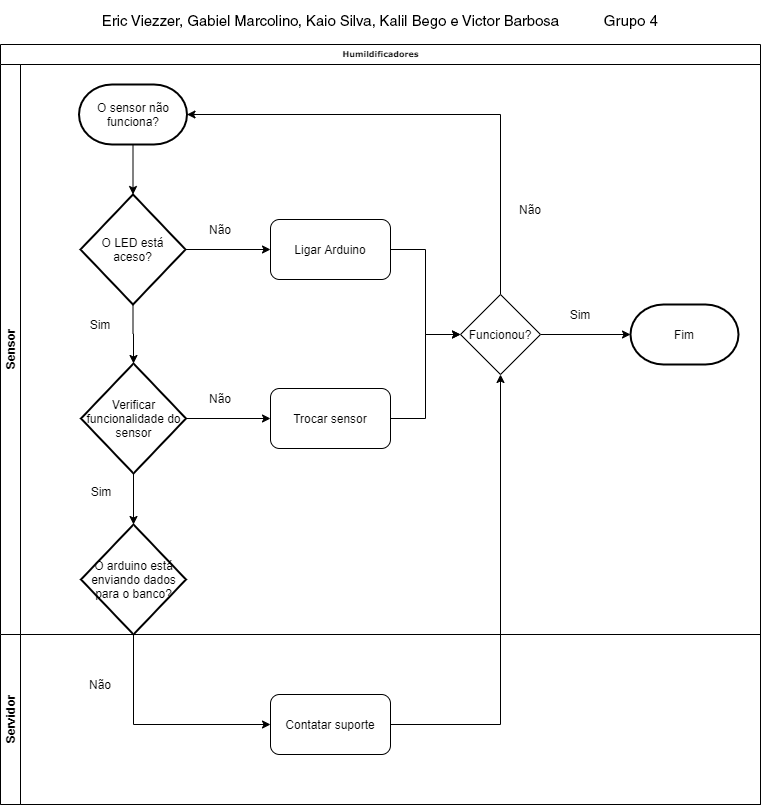 Eric Viezzer, Gabiel Marcolino, Kaio Silva, Kalil Bego e Victor Barbosa Grupo 4
Humildificadores
Sensor
O sensor não
funciona?
Não
O LED está
aceso?
Não
Ligar Arduino
Sim
Funcionou?
Sim
Fim
Verificar
funcionalidade do
sensor
Não
Trocar sensor
Sim
O arduino está
enviando dados
para o banco?
Servidor
Não
Contatar suporte